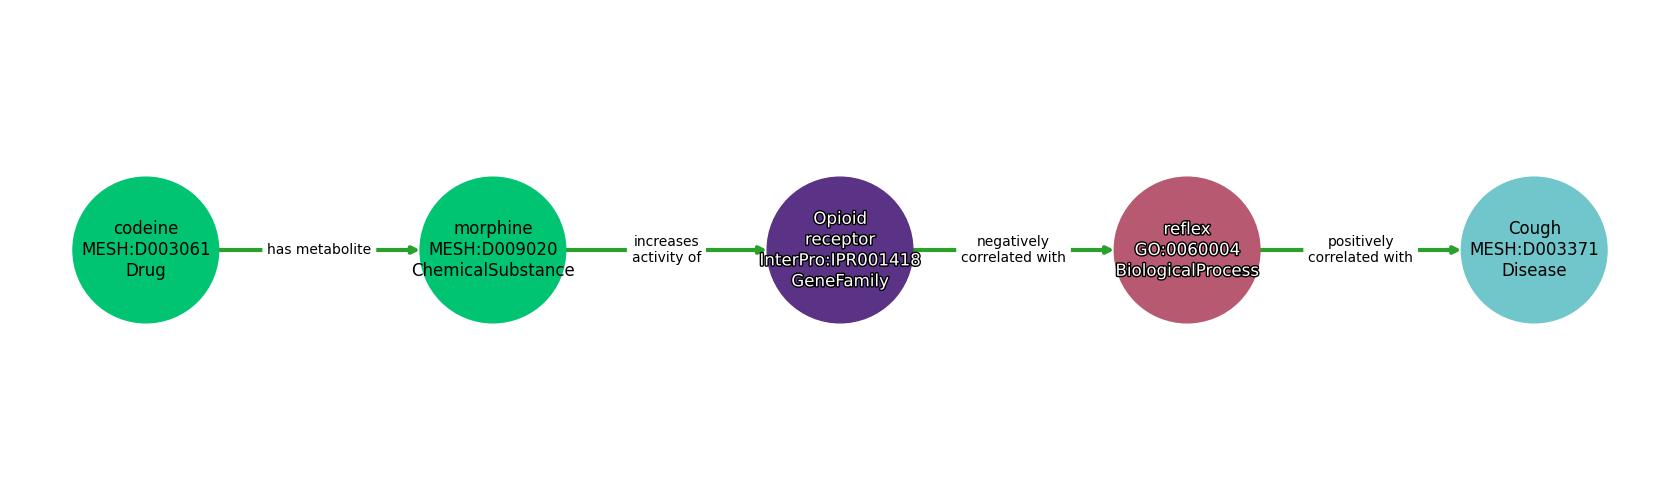 codeine
MESH:D003061
Drug
has metabolite
morphine
MESH:D009020
ChemicalSubstance
increases
activity of
Opioid
receptor
InterPro:IPR001418
GeneFamily
negatively
correlated with
reflex
GO:0060004
BiologicalProcess
positively
correlated with
Cough
MESH:D003371
Disease